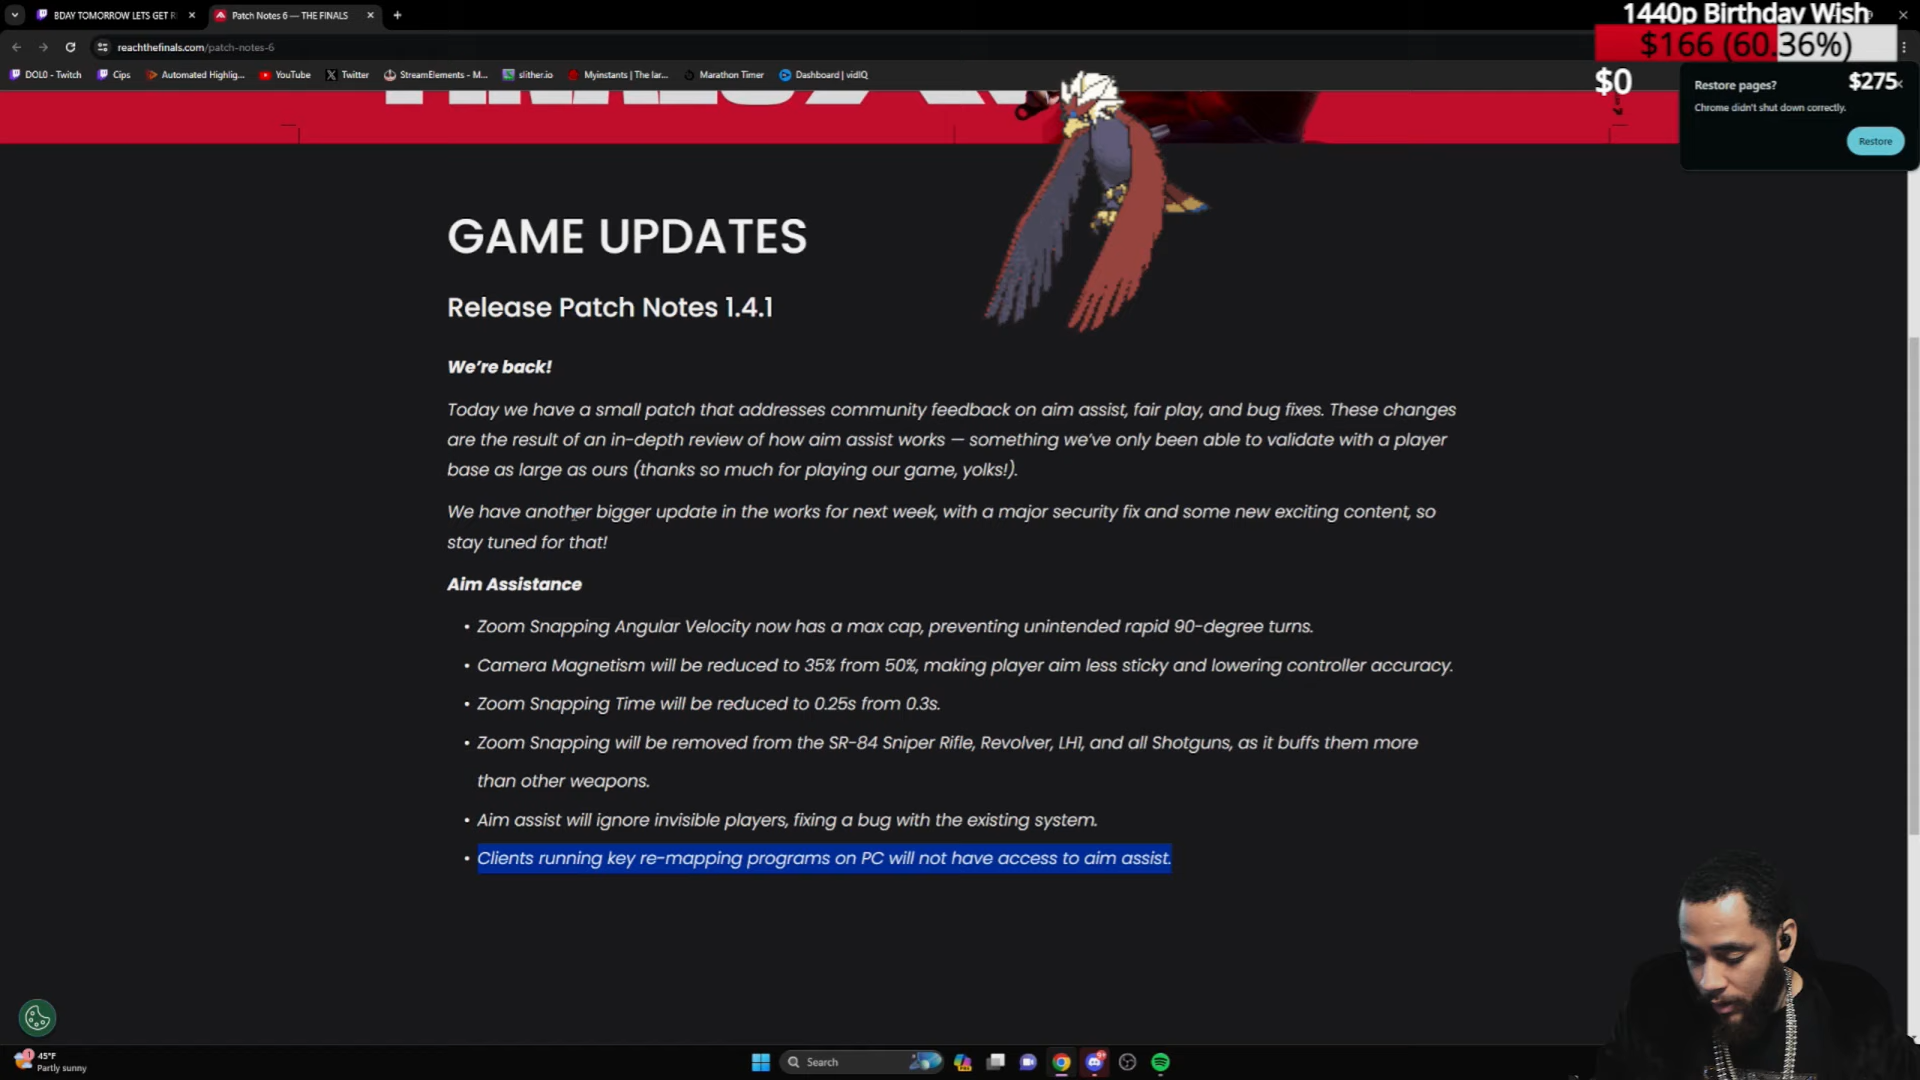 BDAY TOMORROW LETS GET R
Patch Notes 6 — THE FINALS
1440p Birthday Wish
reachthefinals.com/patch-notes-6
$166 (60.36%)
DOL0 - Twitch
Cips
Automated Highlig...
YouTube
Twitter
StreamElements - M...
slither.io
Myinstants | The lar...
Marathon Timer
Dashboard | vidIQ
$0
Restore pages?
$275
Chrome didn't shut down correctly.
Restore
GAME UPDATES
Release Patch Notes 1.4.1
We're back!
Today we have a small patch that addresses community feedback on aim assist, fair play, and bug fixes. These changes
are the result of an in-depth review of how aim assist works — something we've only been able to validate with a player
base as large as ours (thanks so much for playing our game, yolks!).
We have another bigger update in the works for next week, with a major security fix and some new exciting content, so
stay tuned for that!
Aim Assistance
• Zoom Snapping Angular Velocity now has a max cap, preventing unintended rapid 90-degree turns.
• Camera Magnetism will be reduced to 35% from 50%, making player aim less sticky and lowering controller accuracy.
• Zoom Snapping Time will be reduced to 0.25s from 0.3s.
• Zoom Snapping will be removed from the SR-84 Sniper Rifle, Revolver, LH1, and all Shotguns, as it buffs them more
than other weapons.
• Aim assist will ignore invisible players, fixing a bug with the existing system.
• Clients running key re-mapping programs on PC will not have access to aim assist.
45°F
Partly sunny
Search